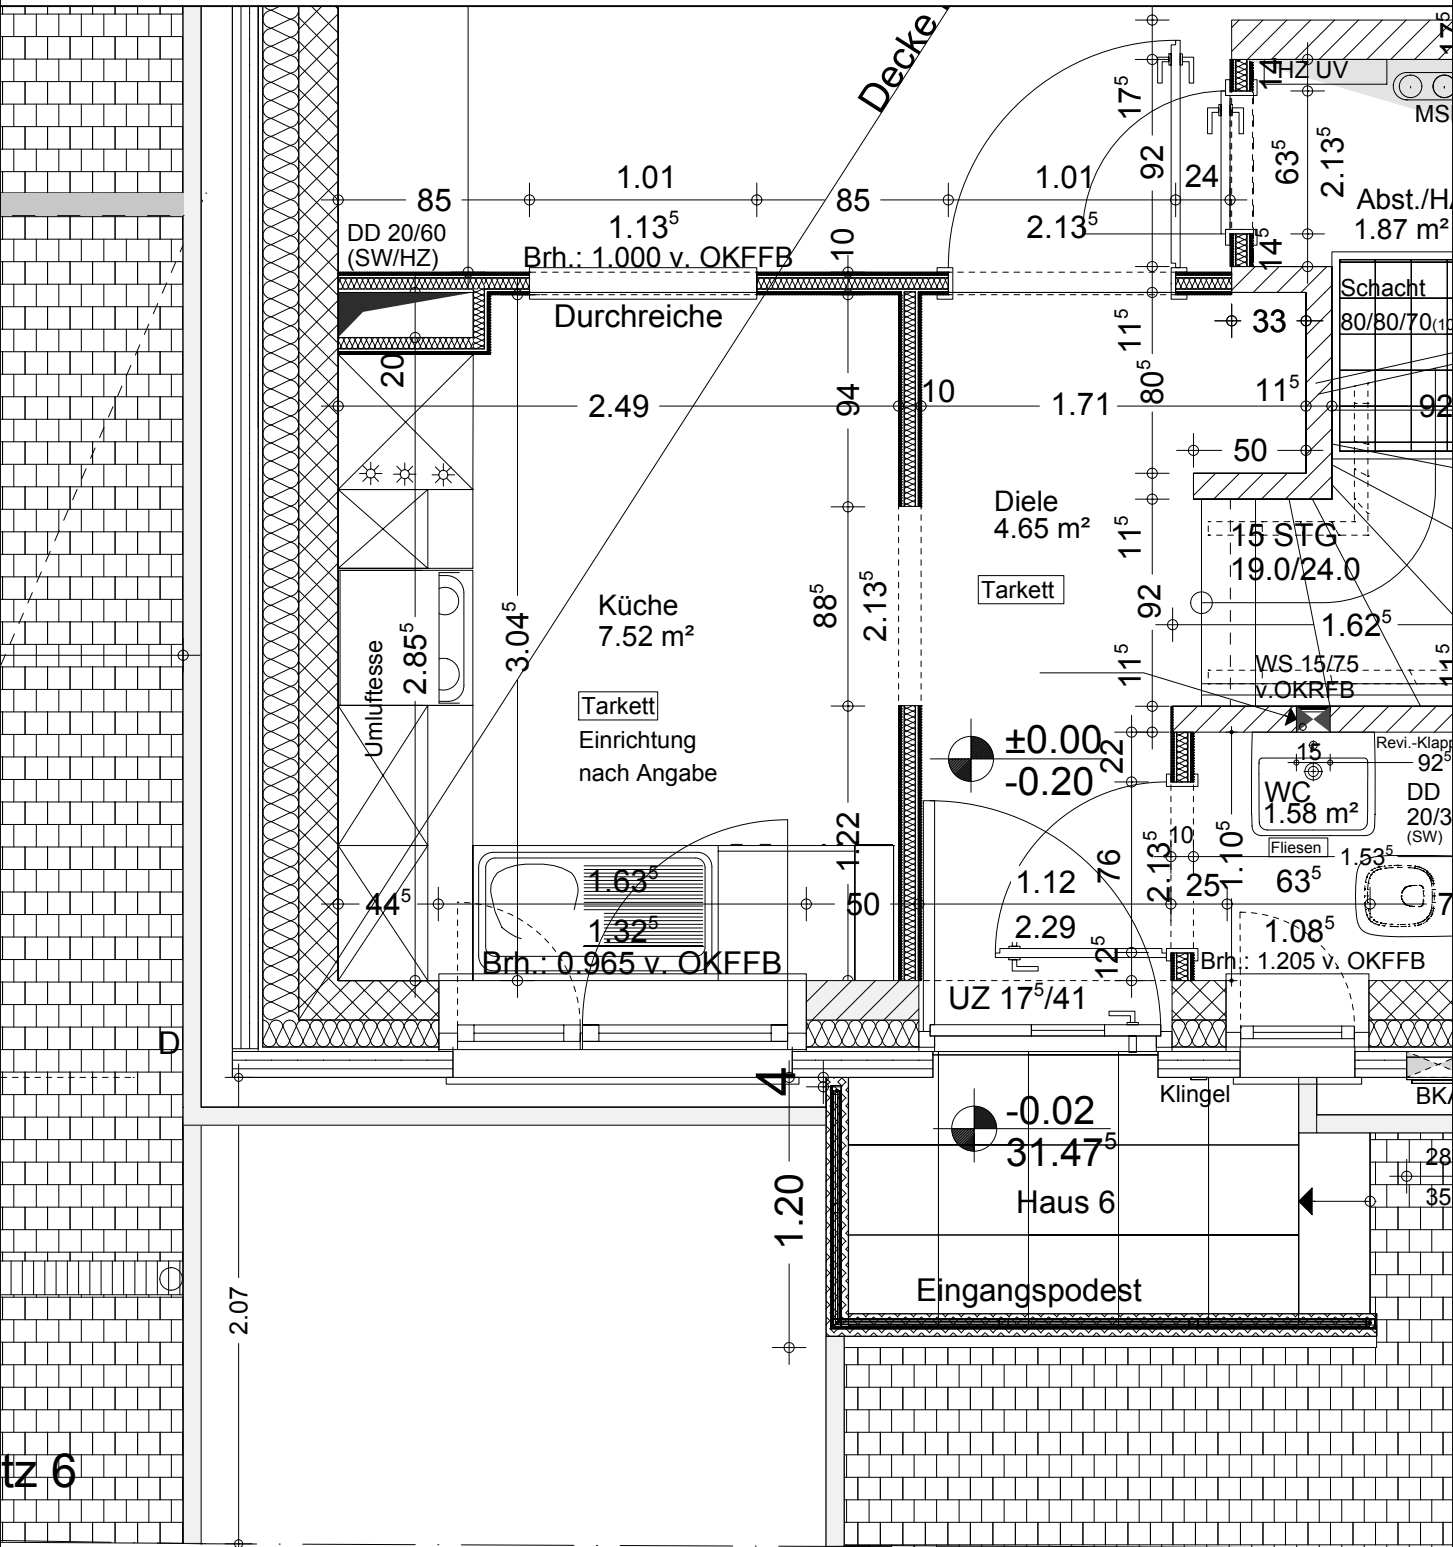 Decke
17⁵
14
HZ UV
MS
17⁵
92
24
63⁵
2.13⁵
85
1.01
85
1.01
1.13⁵
2.13⁵
Abst./HA
1.87 m²
DD 20/60
(SW/HZ)
Brh.: 1.000 v. OKFFB
10
14⁵
Durchreiche
Schacht
80/80/70
33
11⁵
20
2.49
94
10
1.71
80⁵
11⁵
92
50
Diele
4.65 m²
11⁵
15 STG
19.0/24.0
Tarkett
Küche
7.52 m²
88⁵
2.13⁵
92
1.62⁵
3.04⁵
2.85⁵
Umluftesse
11⁵
WS 15/75
v.OKRFB
11⁵
Tarkett
Einrichtung
nach Angabe
±0.00
-0.20
22
15
Revi.-Klapp
92⁵
WC
1.58 m²
DD
20/3
(SW)
Fliesen
1.22
76
2.13⁵
10
1.10⁵
1.53⁵
44⁵
1.63⁵
50
1.12
25
63⁵
7
1.32⁵
2.29
1.08⁵
Brh.: 0.965 v. OKFFB
12⁵
Brh.: 1.205 v. OKFFB
UZ 17⁵/41
D
4
Klingel
BKA
-0.02
31.47⁵
28
35
Haus 6
1.20
Eingangspodest
2.07
tz 6